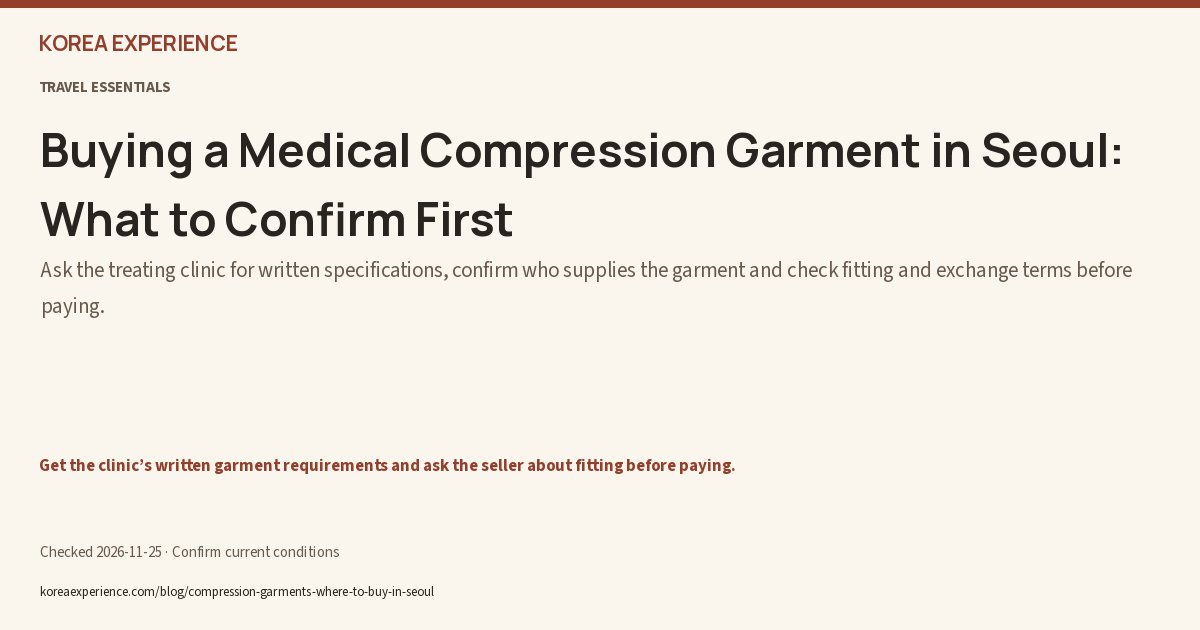 KOREA EXPERIENCE
TRAVEL ESSENTIALS
Buying a Medical Compression Garment in Seoul:
What to Confirm First
Ask the treating clinic for written specifications, confirm who supplies the garment and check fitting and exchange terms before
paying.
Get the clinic’s written garment requirements and ask the seller about fitting before paying.
Checked 2026-11-25 · Confirm current conditions
koreaexperience.com/blog/compression-garments-where-to-buy-in-seoul